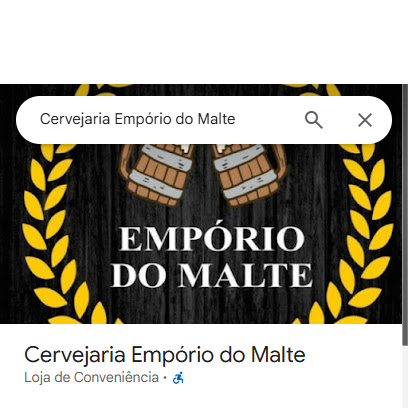 Cervejaria Empório do Malte
EMPÓRIO
DO MALTE
Cervejaria Empório do Malte
Loja de Conveniência ·